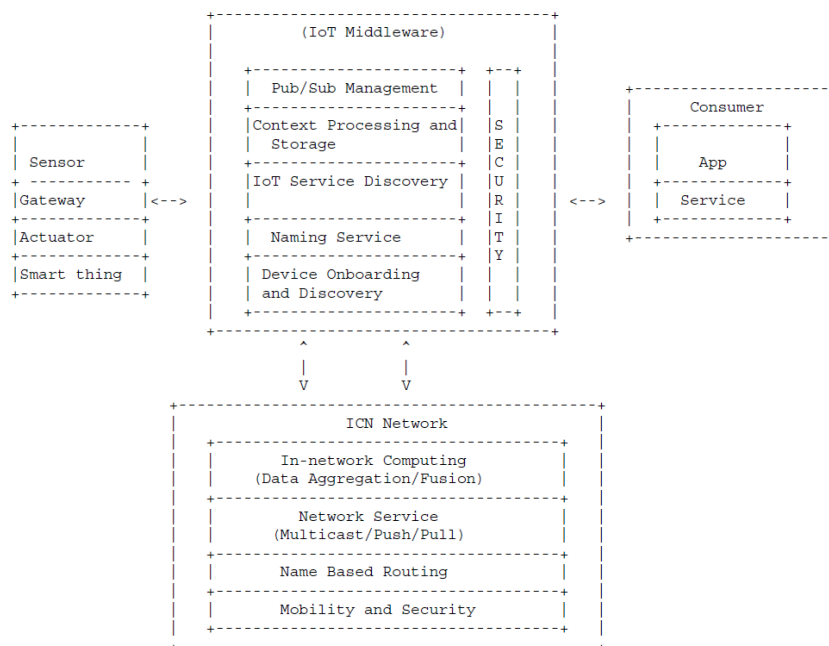 (IoT Middleware)
Pub/Sub Management
Context Processing and
Storage
IoT Service Discovery
Naming Service
Device Onboarding
and Discovery
SECURITY
Sensor
Gateway
Actuator
Smart thing
<-->
<-->
Consumer
App
Service
^ ^
V V
ICN Network
In-network Computing
(Data Aggregation/Fusion)
Network Service
(Multicast/Push/Pull)
Name Based Routing
Mobility and Security